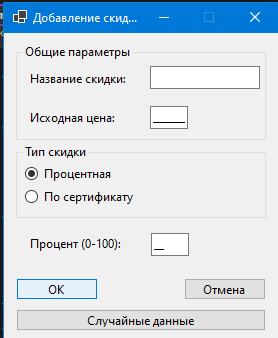 Добавление скид...
Общие параметры
Название скидки:
Исходная цена:
Тип скидки
Процентная
По сертификату
Процент (0-100):
OK
Отмена
Случайные данные